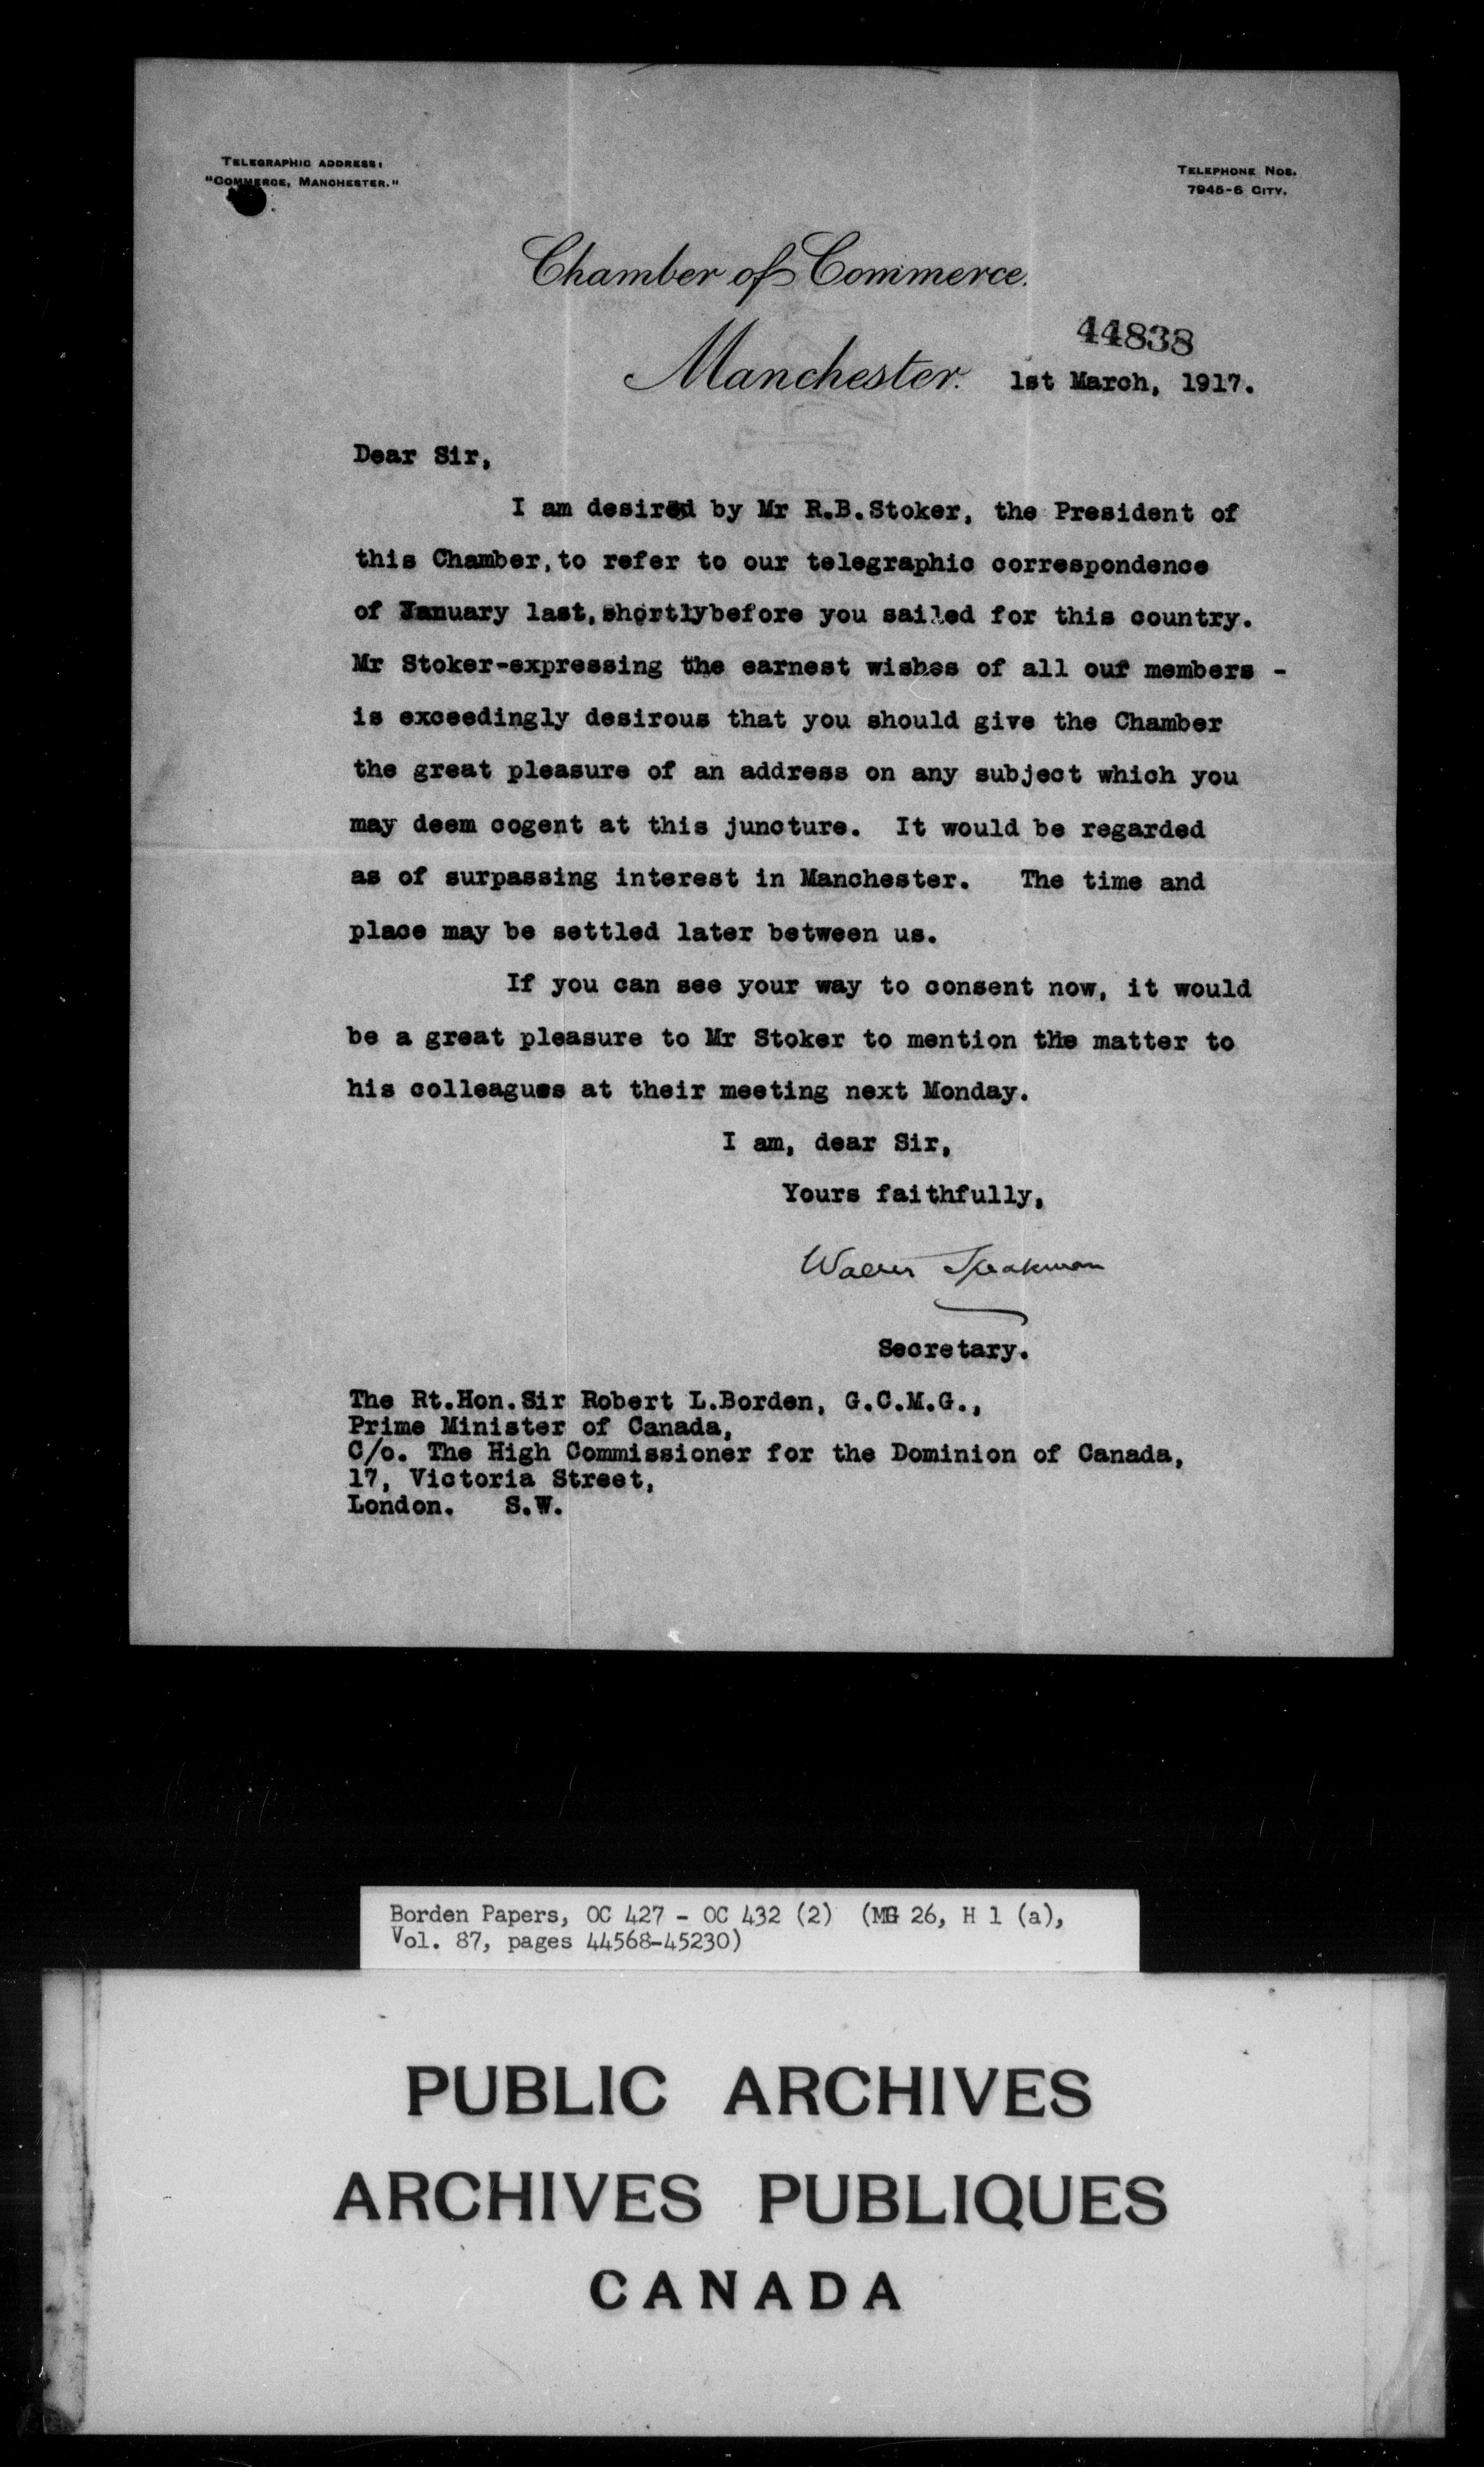 TELEGRAPHIC ADDRESS:
"COMMERCE, MANCHESTER."
TELEPHONE NOS.
7945-6 CITY.
Chamber of Commerce.
44838
Manchester. 1st March, 1917.
Dear Sir,
I am desired by Mr R.B.Stoker, the President of
this Chamber, to refer to our telegraphic correspondence
of January last, shortlybefore you sailed for this country.
Mr Stoker-expressing the earnest wishes of all our members -
is exceedingly desirous that you should give the Chamber
the great pleasure of an address on any subject which you
may deem cogent at this juncture. It would be regarded
as of surpassing interest in Manchester. The time and
place may be settled later between us.
If you can see your way to consent now, it would
be a great pleasure to Mr Stoker to mention the matter to
his colleagues at their meeting next Monday.
I am, dear Sir,
Yours faithfully,
Walter Speakman
Secretary.
The Rt.Hon.Sir Robert L.Borden, G.C.M.G.,
Prime Minister of Canada,
C/o. The High Commissioner for the Dominion of Canada,
17, Victoria Street,
London. S.W.
Borden Papers, OC 427 - OC 432 (2) (MG 26, H 1 (a),
Vol. 87, pages 44568-45230)
PUBLIC ARCHIVES
ARCHIVES PUBLIQUES
CANADA